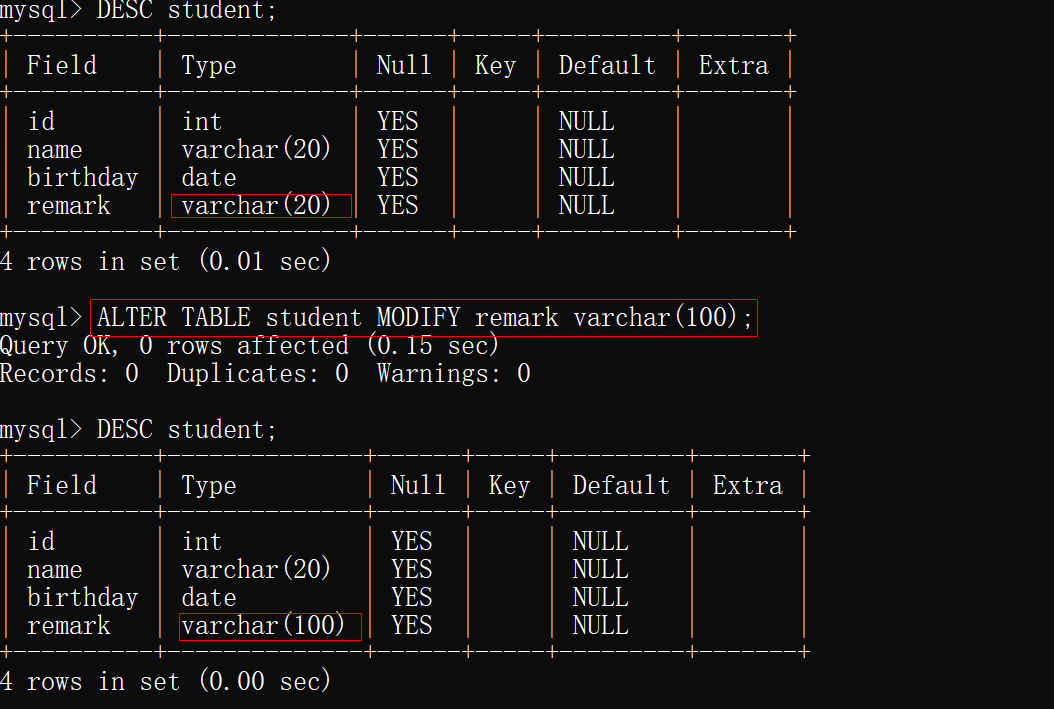 mysql> DESC student;
+----------+-------------+------+-----+---------+-------+
| Field    | Type        | Null | Key | Default | Extra |
+----------+-------------+------+-----+---------+-------+
| id       | int         | YES  |     | NULL    |       |
| name     | varchar(20) | YES  |     | NULL    |       |
| birthday | date        | YES  |     | NULL    |       |
| remark   | varchar(20) | YES  |     | NULL    |       |
+----------+-------------+------+-----+---------+-------+
4 rows in set (0.01 sec)
mysql> ALTER TABLE student MODIFY remark varchar(100);
Query OK, 0 rows affected (0.15 sec)
Records: 0  Duplicates: 0  Warnings: 0
mysql> DESC student;
+----------+--------------+------+-----+---------+-------+
| Field    | Type         | Null | Key | Default | Extra |
+----------+--------------+------+-----+---------+-------+
| id       | int          | YES  |     | NULL    |       |
| name     | varchar(20)  | YES  |     | NULL    |       |
| birthday | date         | YES  |     | NULL    |       |
| remark   | varchar(100) | YES  |     | NULL    |       |
+----------+--------------+------+-----+---------+-------+
4 rows in set (0.00 sec)